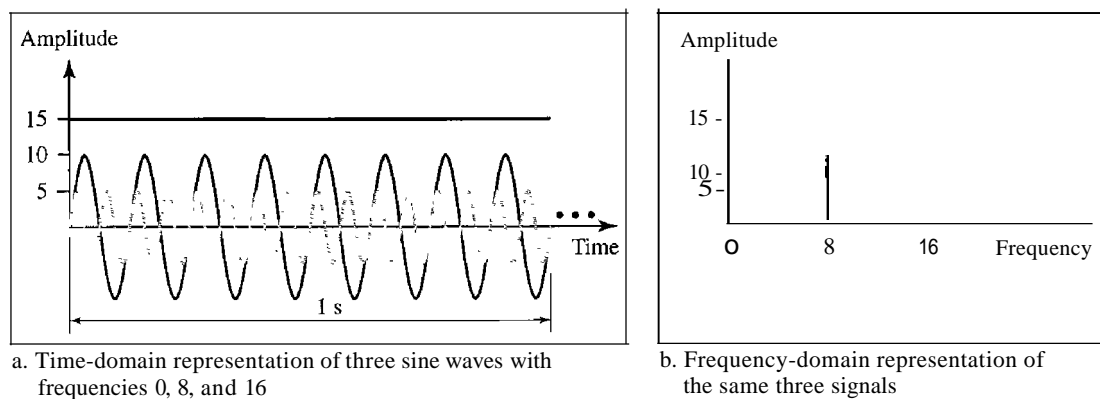 Amplitude
15
10
5
Time
1 s
a. Time-domain representation of three sine waves with
frequencies 0, 8, and 16
Amplitude
15 -
10 -
5 -
0 8 16 Frequency
b. Frequency-domain representation of
the same three signals